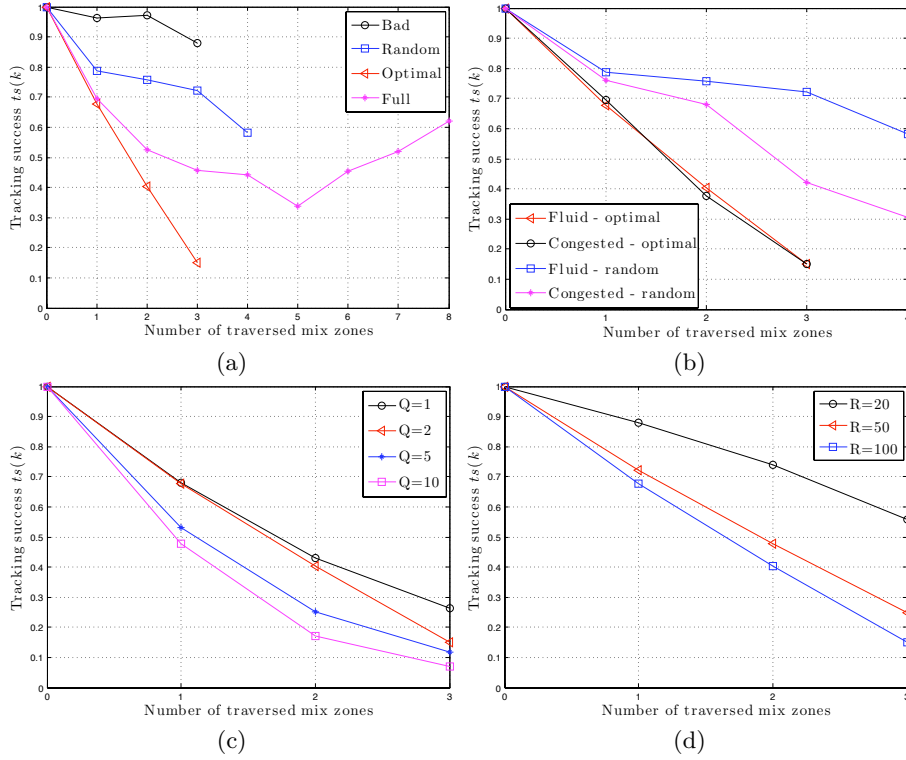 Tracking success ts(k)
1
0.9
0.8
0.7
0.6
0.5
0.4
0.3
0.2
0.1
0
0 1 2 3 4 5 6 7 8
Number of traversed mix zones
Bad
Random
Optimal
Full
(a)
Tracking success ts(k)
1
0.9
0.8
0.7
0.6
0.5
0.4
0.3
0.2
0.1
0
0 1 2 3 4
Number of traversed mix zones
Fluid - optimal
Congested - optimal
Fluid - random
Congested - random
(b)
Tracking success ts(k)
1
0.9
0.8
0.7
0.6
0.5
0.4
0.3
0.2
0.1
0
0 1 2 3
Number of traversed mix zones
Q=1
Q=2
Q=5
Q=10
(c)
Tracking success ts(k)
1
0.9
0.8
0.7
0.6
0.5
0.4
0.3
0.2
0.1
0
0 1 2 3
Number of traversed mix zones
R=20
R=50
R=100
(d)